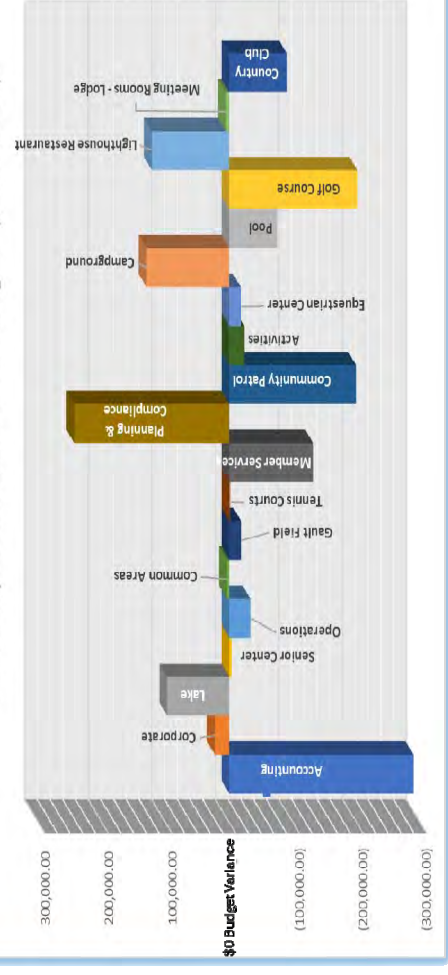 Country
Club
Meeting Rooms - Lodge
Lighthouse Restaurant
Golf Course
Pool
Campground
Equestrian Center
Activities
Community Patrol
Planning &
Compliance
Member Services
Tennis Courts
Gault Field
Common Areas
Operations
Senior Center
Lake
Corporate
Accounting
300,000.00
200,000.00
100,000.00
$0 Budget Variance
(100,000.00)
(200,000.00)
(300,000.00)